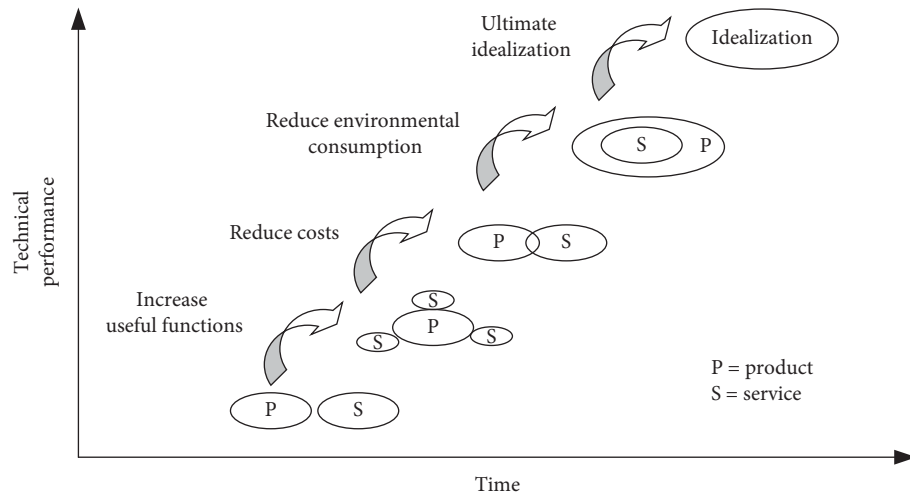 Ultimate
idealization
Idealization
Reduce environmental
consumption
S
P
Reduce costs
P
S
Technical
performance
Increase
useful functions
S
P
S
S
P = product
S = service
P
S
Time